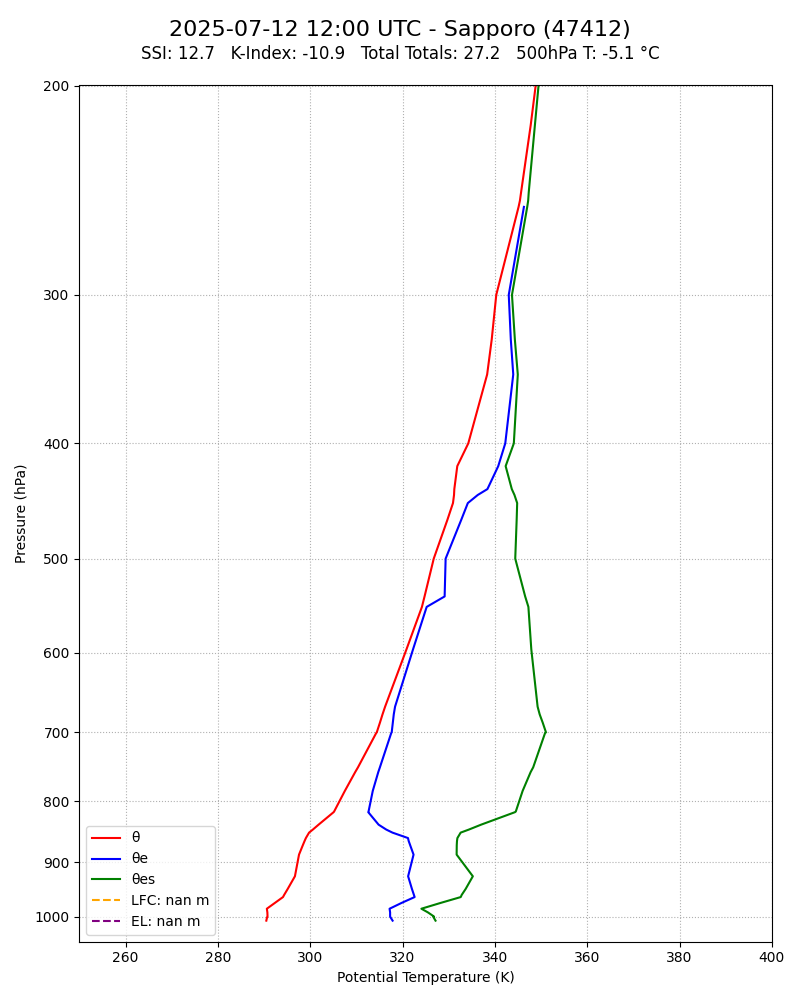 2025-07-12 12:00 UTC - Sapporo (47412)
SSI: 12.7   K-Index: -10.9   Total Totals: 27.2   500hPa T: -5.1 °C
200
300
400
500
600
700
800
900
1000
Pressure (hPa)
θ
θe
θes
LFC: nan m
EL: nan m
260 280 300 320 340 360 380 400
Potential Temperature (K)